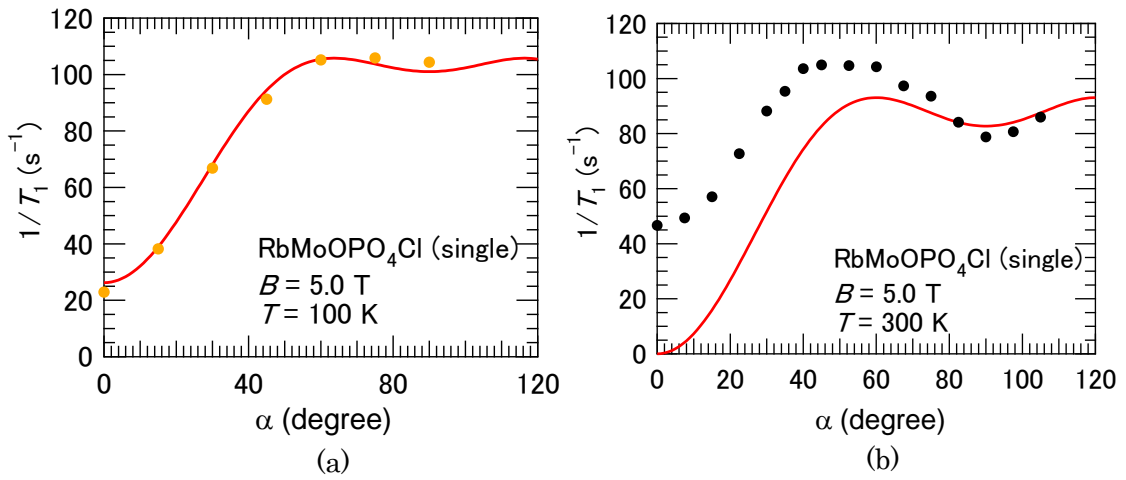 120
100
80
60
40
20
0
1/T₁ (s⁻¹)
RbMoOPO₄Cl (single)
B = 5.0 T
T = 100 K
0 40 80 120
α (degree)
(a)
120
100
80
60
40
20
0
1/T₁ (s⁻¹)
RbMoOPO₄Cl (single)
B = 5.0 T
T = 300 K
0 20 40 60 80 100 120
α (degree)
(b)